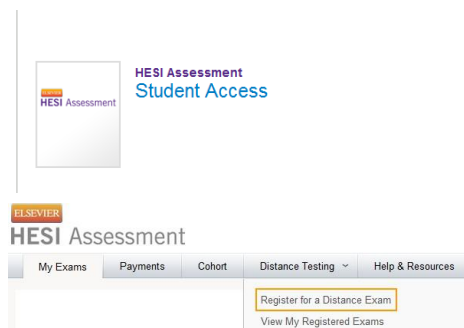 HESI Assessment
Student Access
ELSEVIER
HESI Assessment
ELSEVIER
HESI Assessment
My Exams Payments Cohort Distance Testing Help & Resources
Register for a Distance Exam
View My Registered Exams